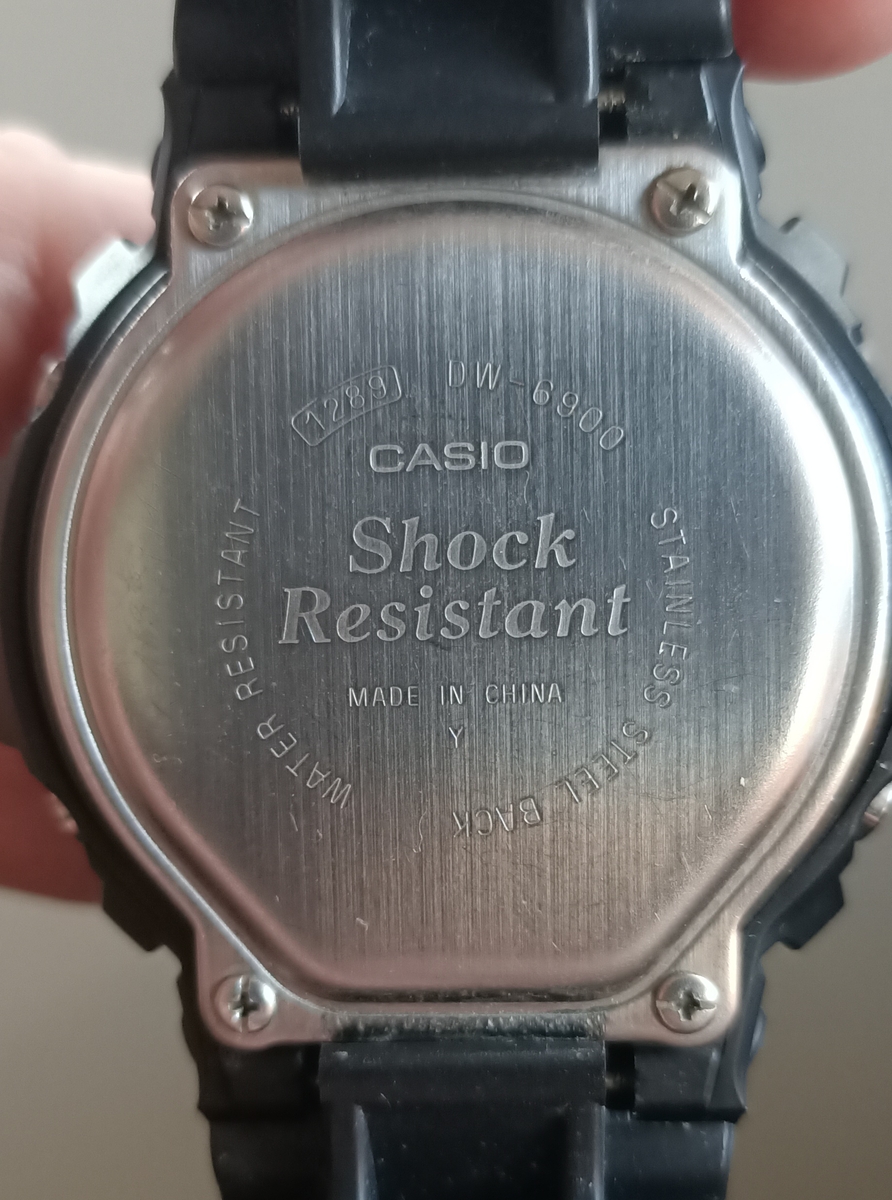 1289 DW-6900
CASIO
Shock
Resistant
MADE IN CHINA
Y
WATER RESISTANT
STAINLESS STEEL BACK